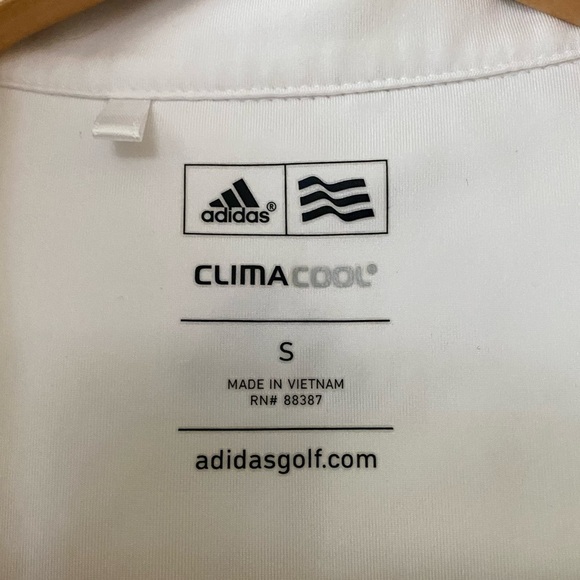 adidas®
CLIMACOOL®
S
MADE IN VIETNAM
RN# 88387
adidasgolf.com